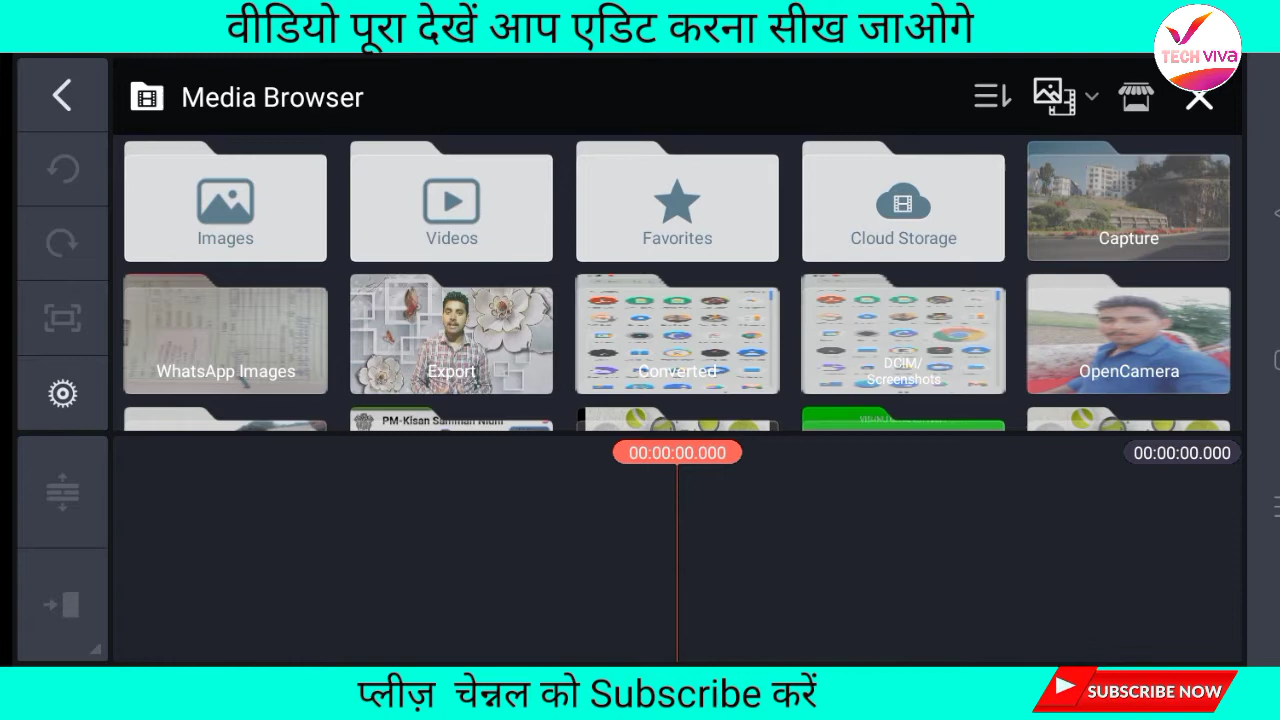 वीडियो पूरा देखें आप एडिट करना सीख जाओगे
TECH VIVA
Media Browser
Images
Videos
Favorites
Cloud Storage
Capture
WhatsApp Images
Export
Converted
DCIM/
Screenshots
OpenCamera
PM-Kisan Samman Nidhi
00:00:00.000
00:00:00.000
प्लीज़ चेन्नल को Subscribe करें
SUBSCRIBE NOW